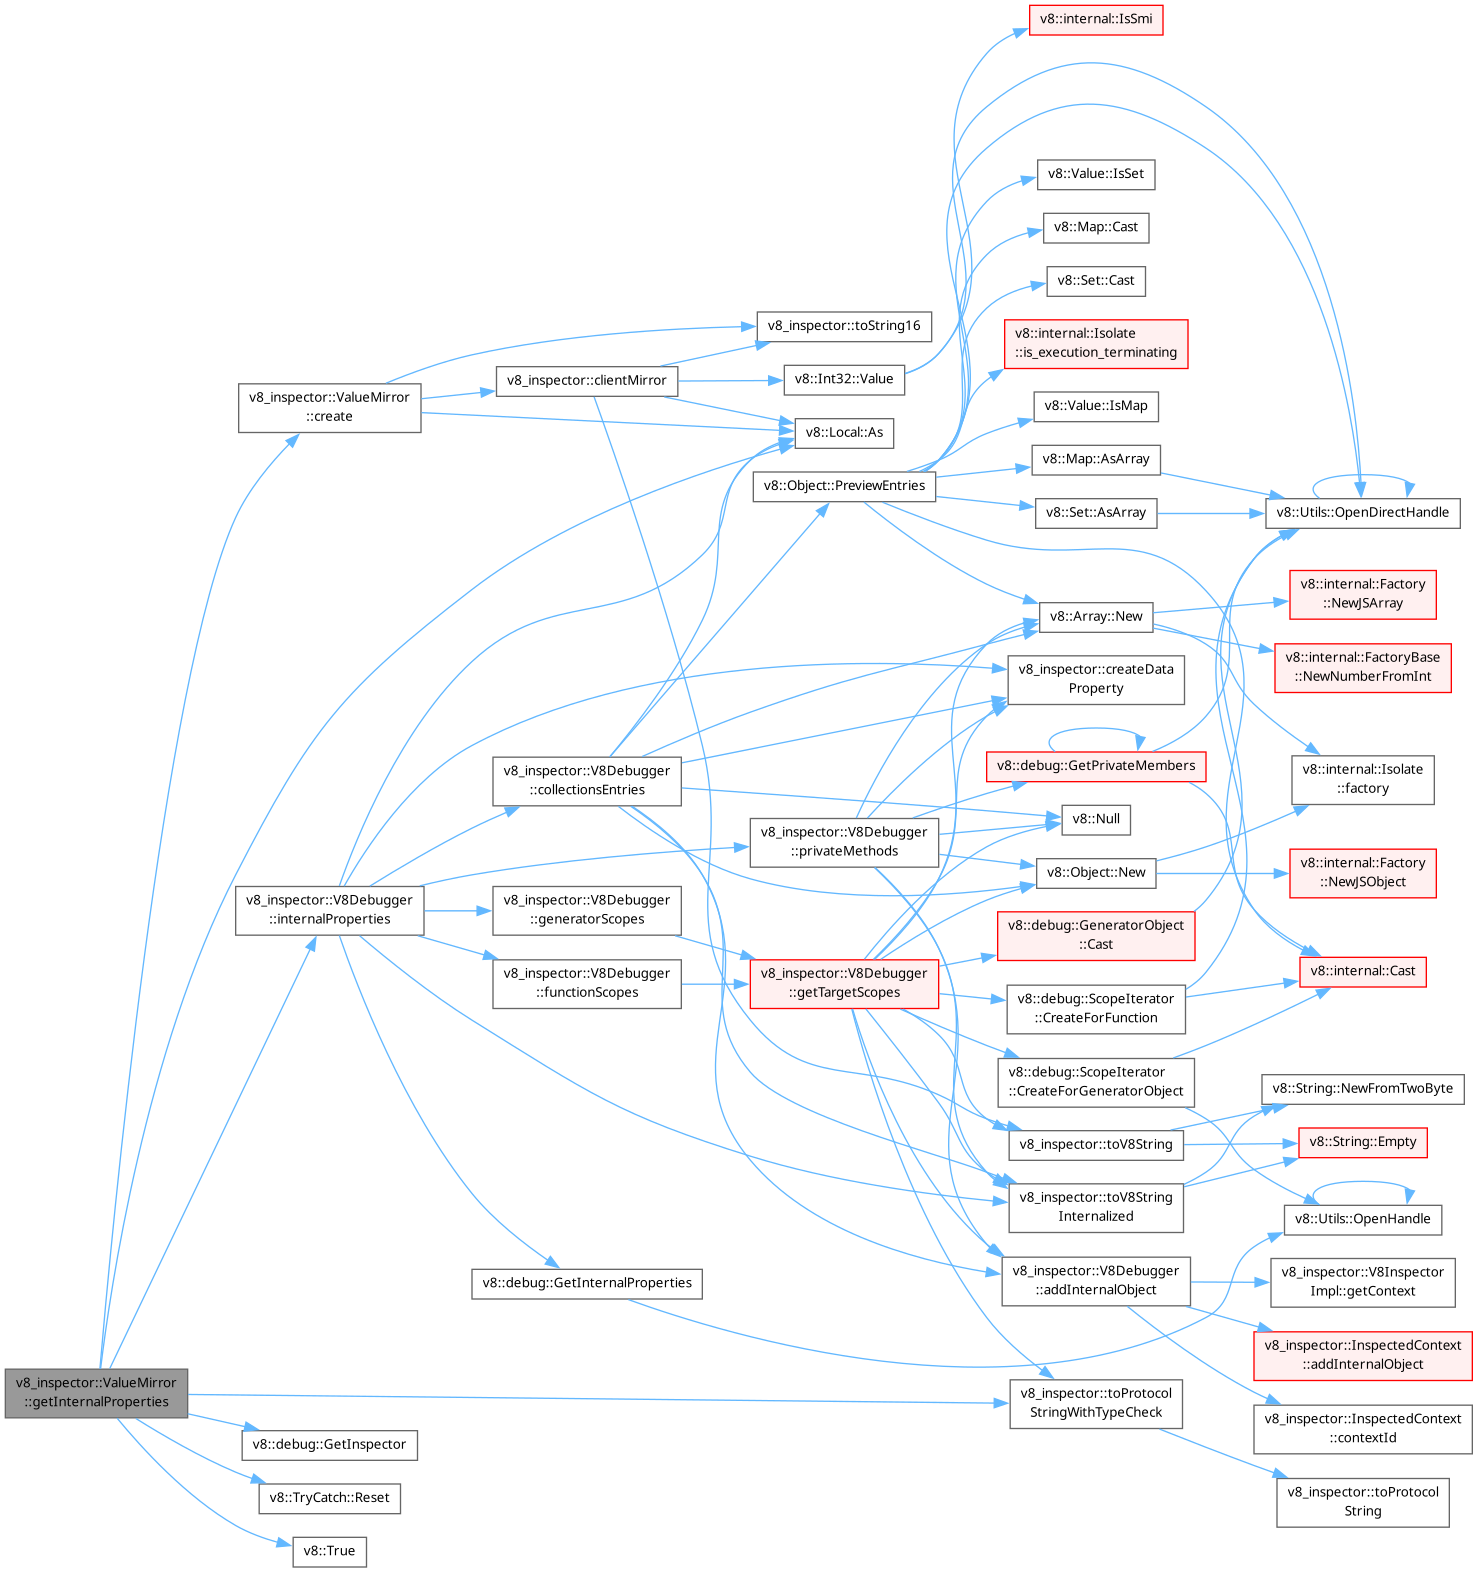 v8::internal::IsSmi
v8::Value::IsSet
v8::Map::Cast
v8::Set::Cast
v8_inspector::toString16
v8::internal::Isolate
::is_execution_terminating
v8_inspector::ValueMirror
::create
v8_inspector::clientMirror
v8::Int32::Value
v8::Value::IsMap
v8::Local::As
v8::Map::AsArray
v8::Object::PreviewEntries
v8::Set::AsArray
v8::Utils::OpenDirectHandle
v8::internal::Factory
::NewJSArray
v8::Array::New
v8::internal::FactoryBase
::NewNumberFromInt
v8_inspector::createData
Property
v8_inspector::V8Debugger
::collectionsEntries
v8::debug::GetPrivateMembers
v8::internal::Isolate
::factory
v8::Null
v8_inspector::V8Debugger
::privateMethods
v8::Object::New
v8::internal::Factory
::NewJSObject
v8_inspector::V8Debugger
::internalProperties
v8_inspector::V8Debugger
::generatorScopes
v8::debug::GeneratorObject
::Cast
v8_inspector::V8Debugger
::functionScopes
v8_inspector::V8Debugger
::getTargetScopes
v8::internal::Cast
v8::debug::ScopeIterator
::CreateForFunction
v8::debug::ScopeIterator
::CreateForGeneratorObject
v8::String::NewFromTwoByte
v8_inspector::toV8String
v8::String::Empty
v8_inspector::toV8String
Internalized
v8::Utils::OpenHandle
v8::debug::GetInternalProperties
v8_inspector::V8Debugger
::addInternalObject
v8_inspector::V8Inspector
Impl::getContext
v8_inspector::InspectedContext
::addInternalObject
v8_inspector::ValueMirror
::getInternalProperties
v8_inspector::toProtocol
StringWithTypeCheck
v8_inspector::InspectedContext
::contextId
v8::debug::GetInspector
v8::TryCatch::Reset
v8_inspector::toProtocol
String
v8::True